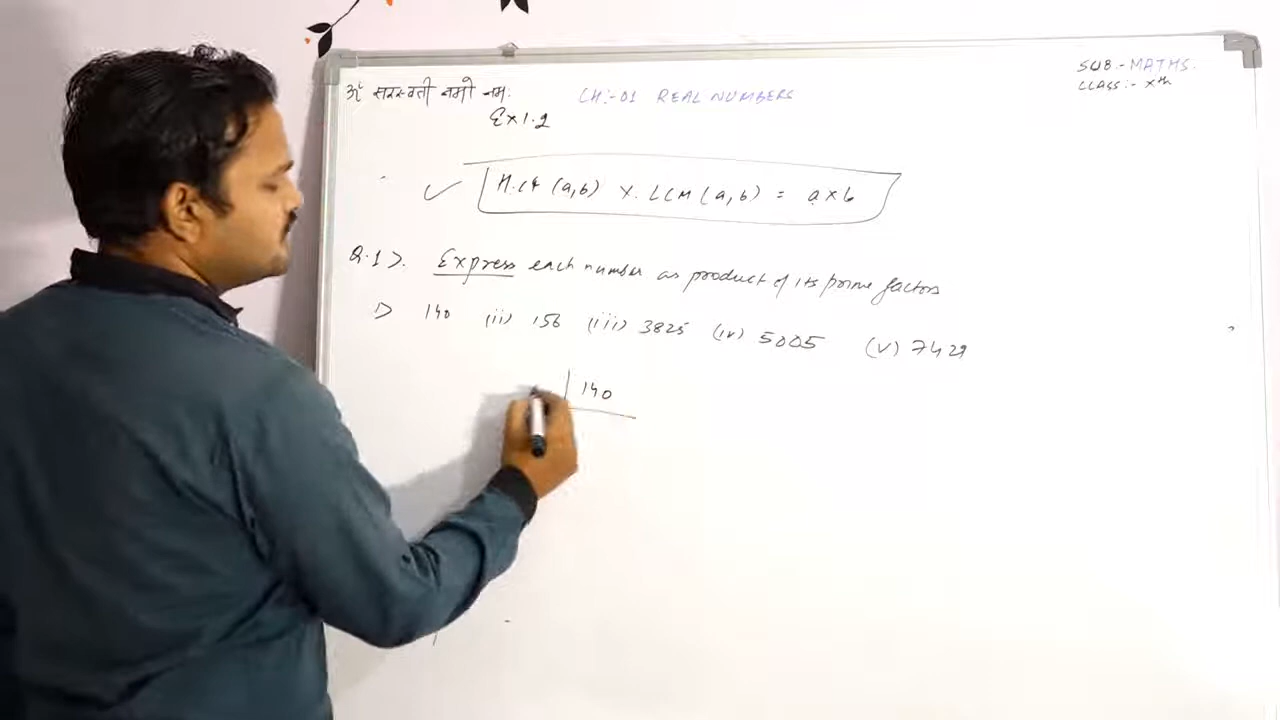 ॐ सरस्वती नमो नमः
CH:-01 REAL NUMBERS
SUB:- MATHS.
CLASS:- Xth
Ex 1.2
✓ H.C.F (a,b) X. LCM (a,b) = a × b
Q.1>. Express each number as product of its prime factors
i> 140 (ii) 156 (iii) 3825 (iv) 5005 (v) 7429
140